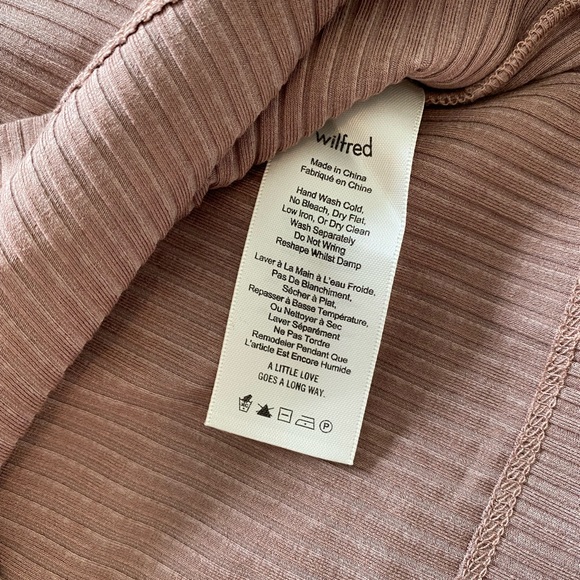 wilfred
Made in China
Fabriqué en Chine
Hand Wash Cold,
No Bleach, Dry Flat,
Low Iron, Or Dry Clean
Wash Separately
Do Not Wring
Reshape Whilst Damp
Laver à La Main à L'eau Froide,
Pas De Blanchiment,
Sécher à Plat,
Repasser à Basse Température,
Ou Nettoyer à Sec
Laver Séparément
Ne Pas Tordre
Remodeler Pendant Que
L'article Est Encore Humide
A LITTLE LOVE
GOES A LONG WAY.
P